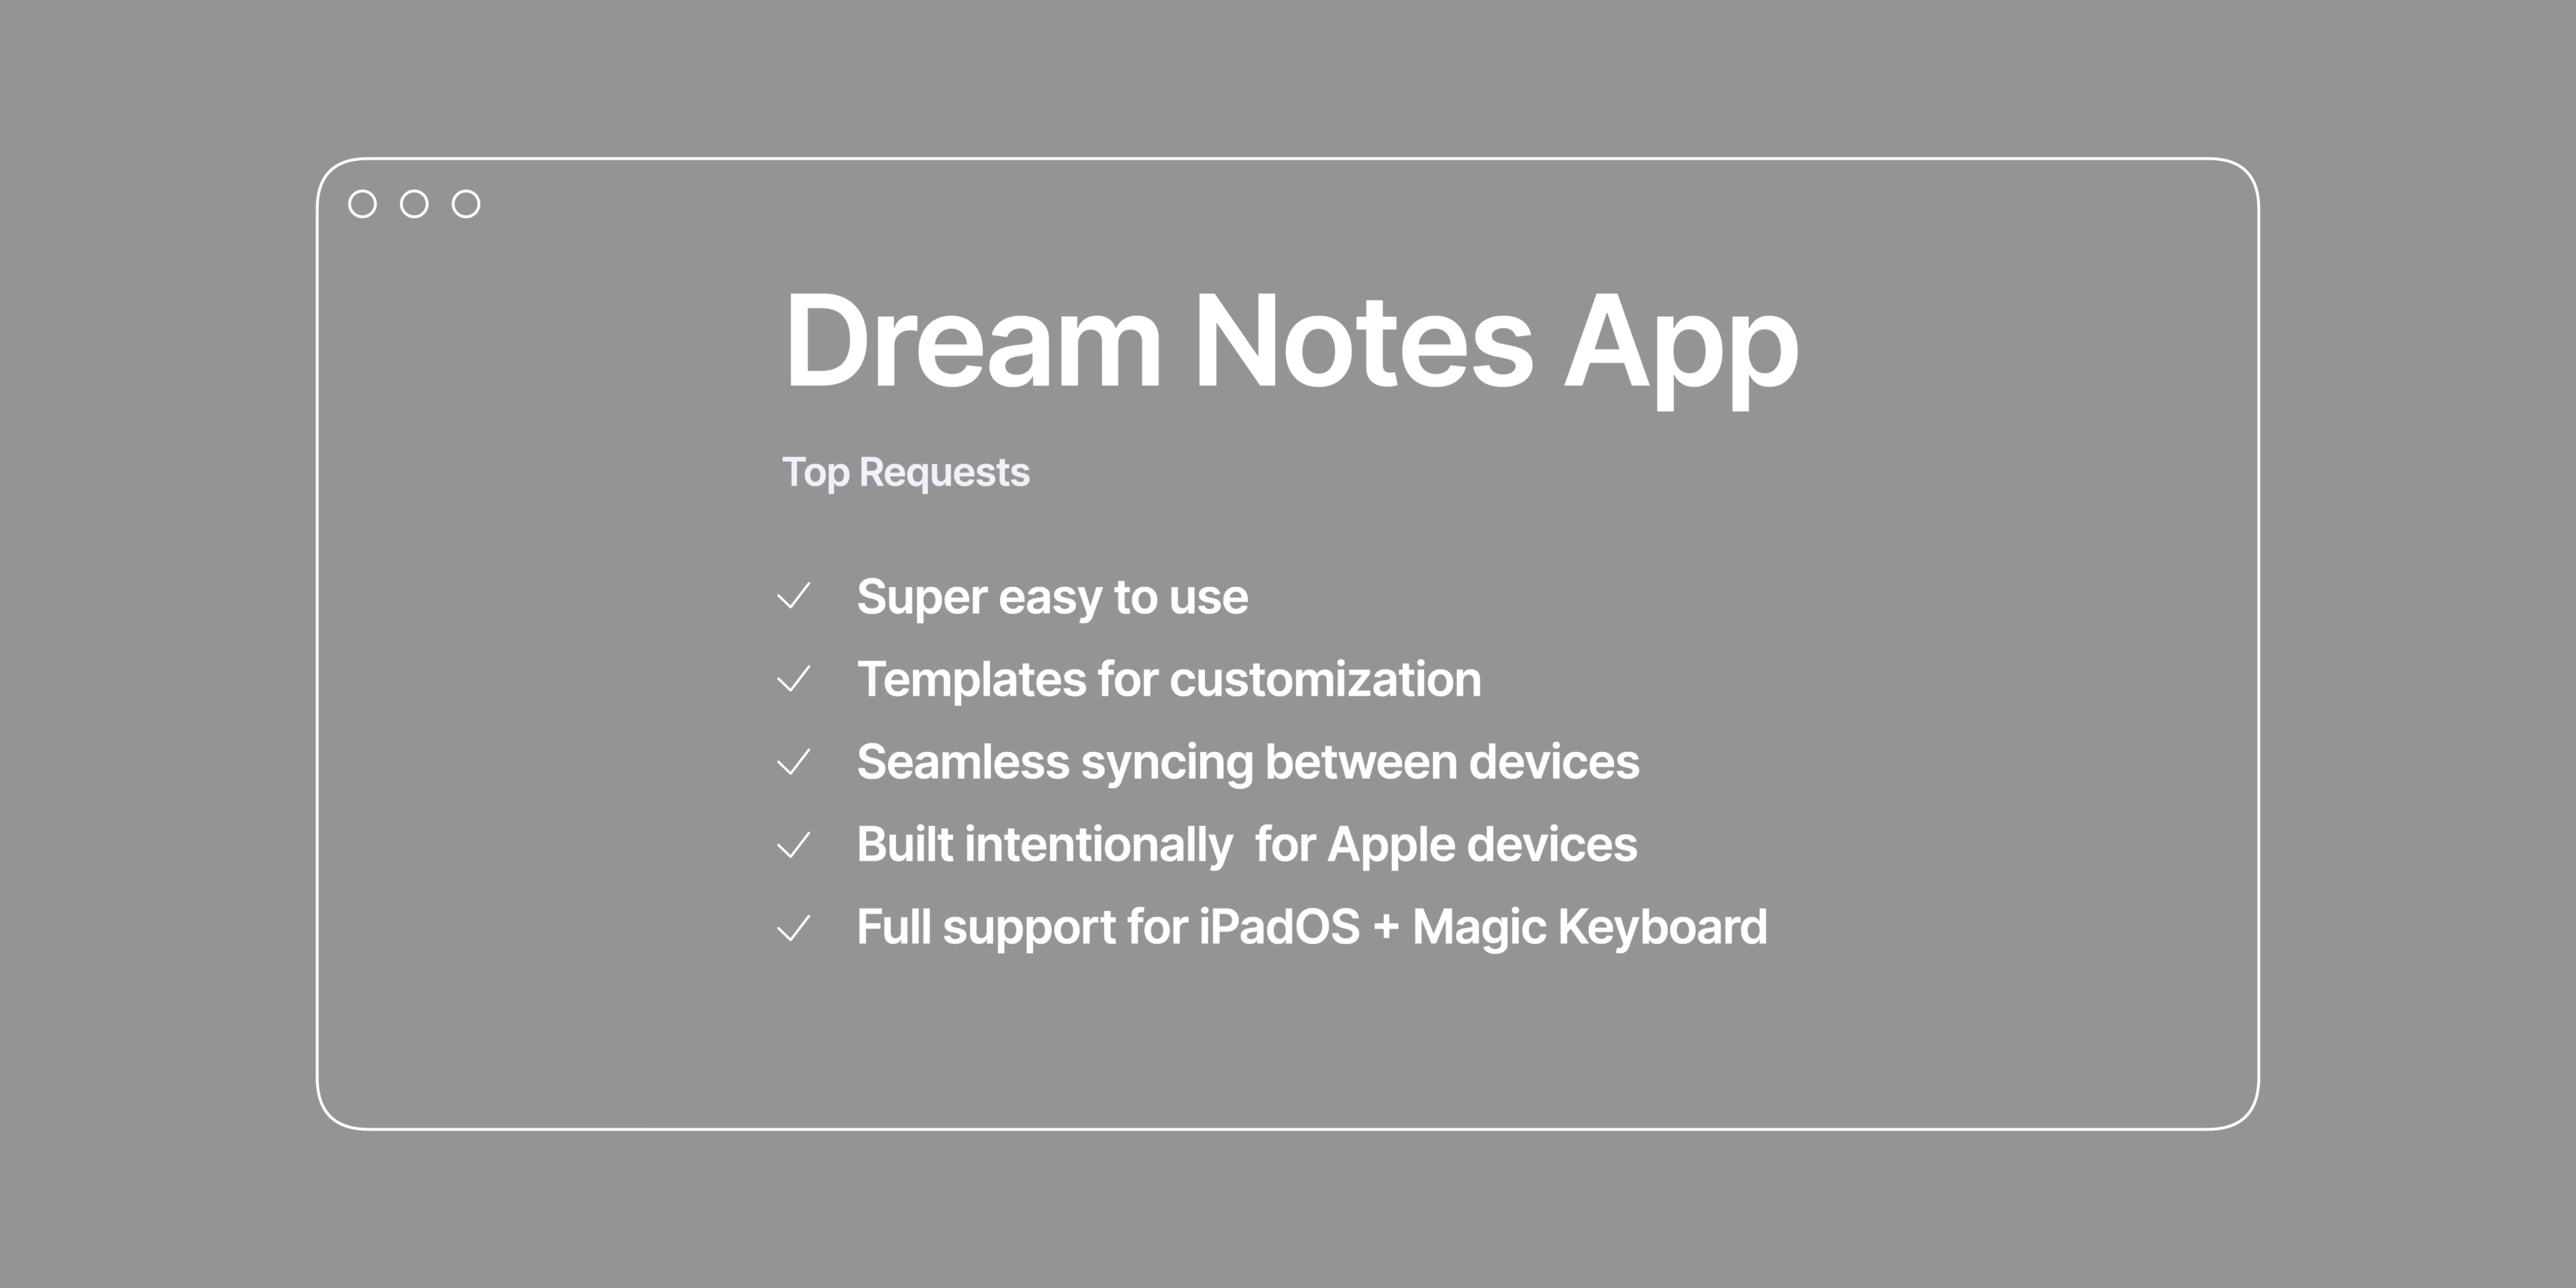 Dream Notes App
Top Requests
Super easy to use
Templates for customization
Seamless syncing between devices
Built intentionally  for Apple devices
Full support for iPadOS + Magic Keyboard